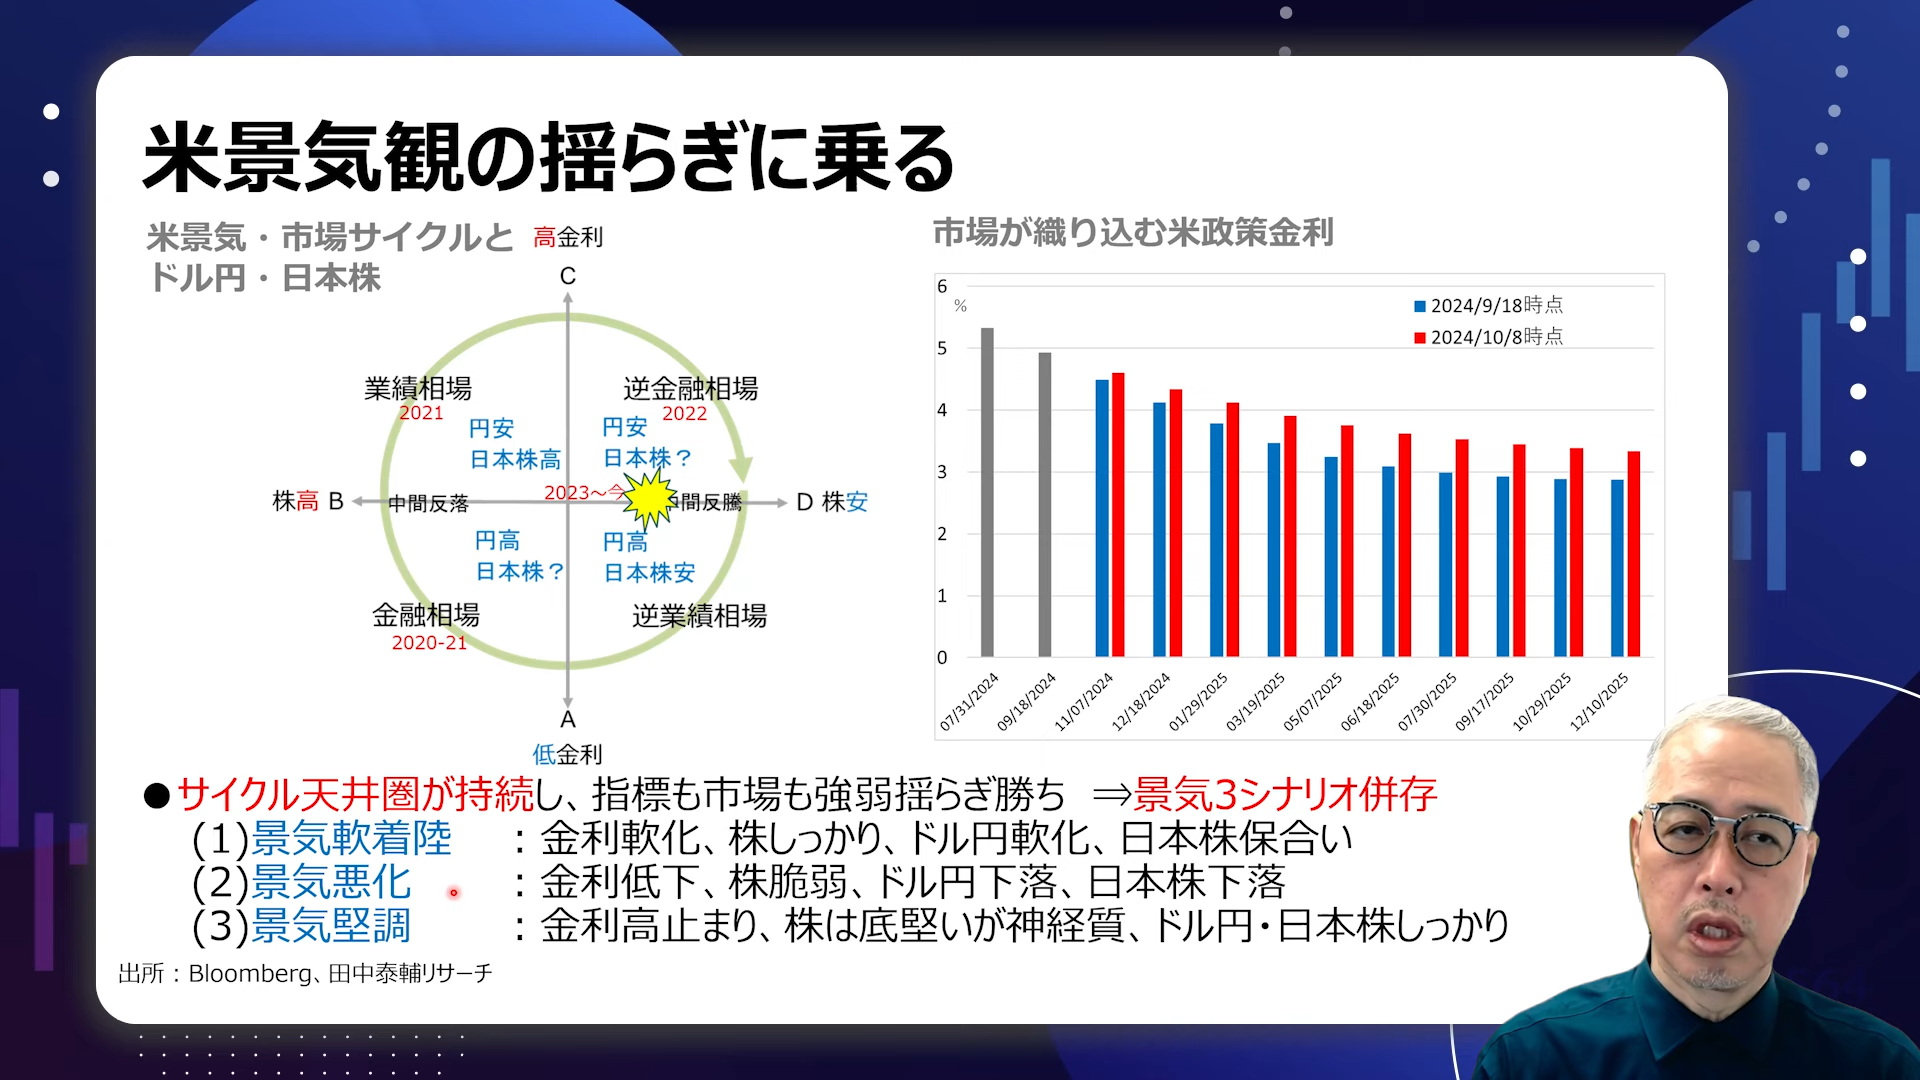 米景気観の揺らぎに乗る
米景気・市場サイクルと
ドル円・日本株
高金利
C
業績相場
2021
逆金融相場
2022
円安
日本株高
円安
日本株？
株高 B
中間反落
2023～今
間反騰
D 株安
円高
日本株？
円高
日本株安
金融相場
2020-21
逆業績相場
A
低金利
市場が織り込む米政策金利
%
2024/9/18時点
2024/10/8時点
6
5
4
3
2
1
0
07/31/2024
09/18/2024
11/07/2024
12/18/2024
01/29/2025
03/19/2025
05/07/2025
06/18/2025
07/30/2025
09/17/2025
10/29/2025
12/10/2025
●サイクル天井圏が持続し、指標も市場も強弱揺らぎ勝ち ⇒景気3シナリオ併存
(1)景気軟着陸 ：金利軟化、株しっかり、ドル円軟化、日本株保合い
(2)景気悪化 ：金利低下、株脆弱、ドル円下落、日本株下落
(3)景気堅調 ：金利高止まり、株は底堅いが神経質、ドル円・日本株しっかり
出所：Bloomberg、田中泰輔リサーチ